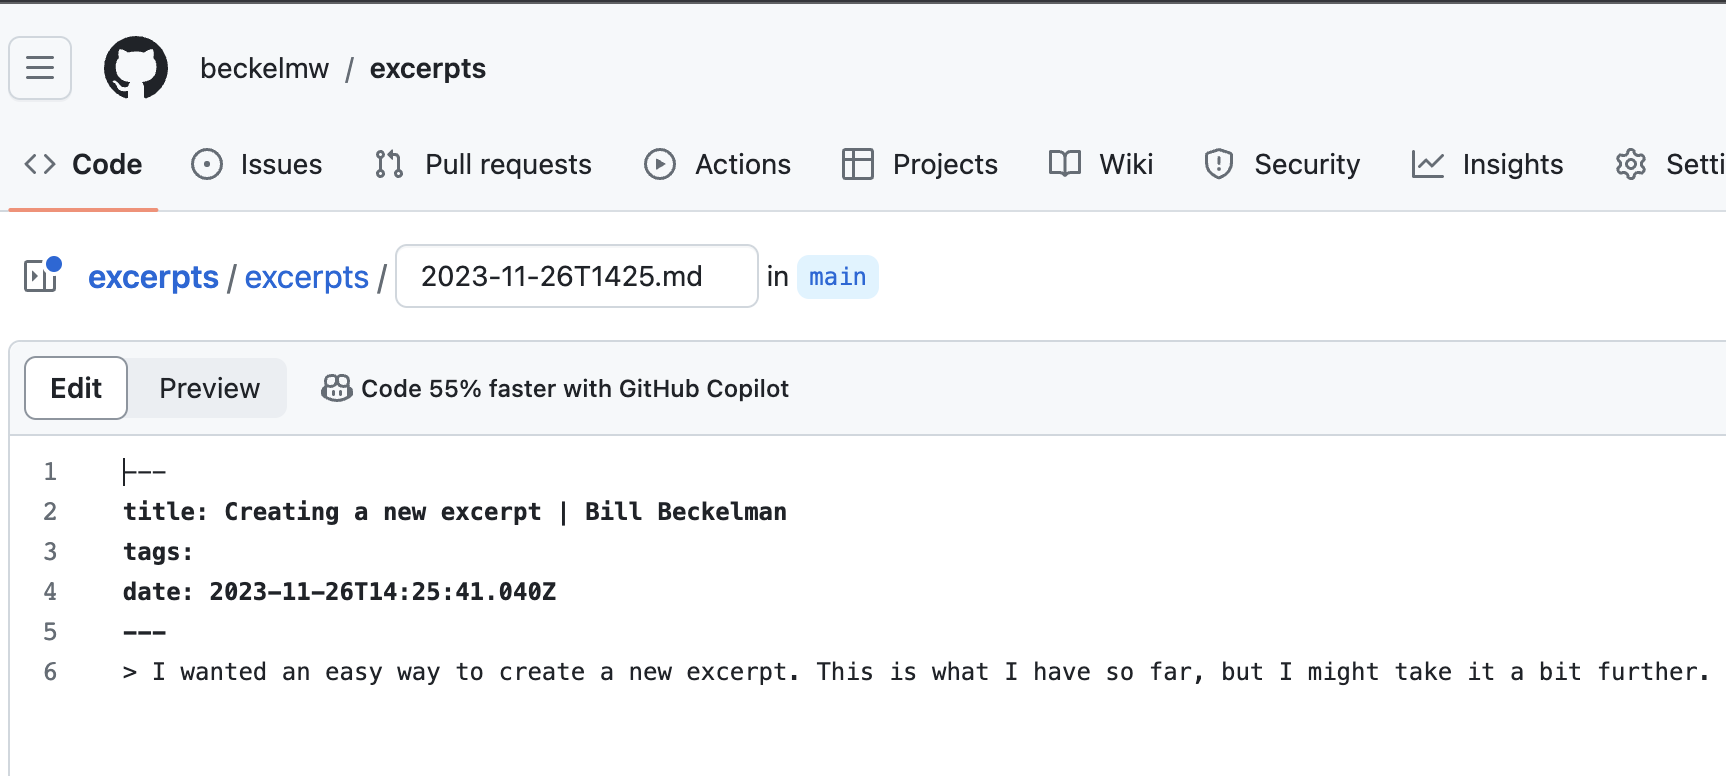 beckelmw / excerpts
Code Issues Pull requests Actions Projects Wiki Security Insights Setti
excerpts / excerpts / 2023-11-26T1425.md in main
Edit Preview Code 55% faster with GitHub Copilot
1 ---
2 title: Creating a new excerpt | Bill Beckelman
3 tags:
4 date: 2023-11-26T14:25:41.040Z
5 ---
6 > I wanted an easy way to create a new excerpt. This is what I have so far, but I might take it a bit further.